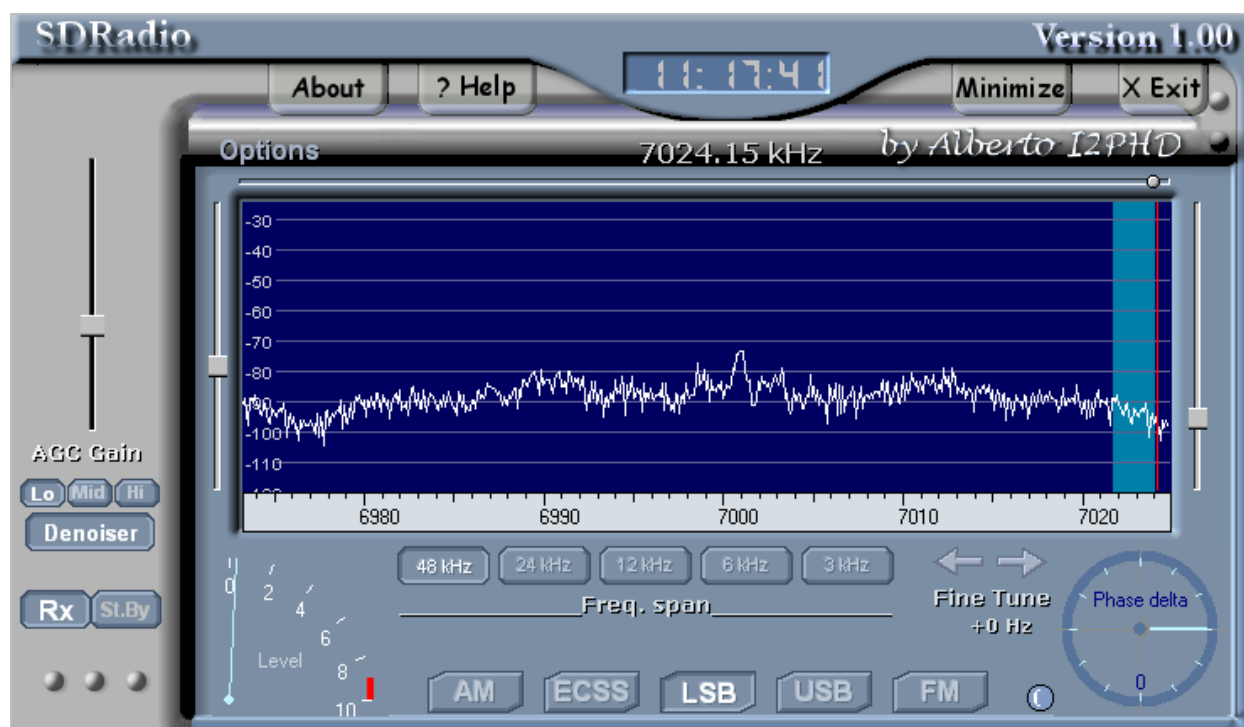 SDRadio
Version 1.00
11:17:41
About
? Help
Minimize
X Exit
Options
7024.15 kHz
by Alberto I2PHD
-30
-40
-50
-60
-70
-80
-90
-100
-110
6980 6990 7000 7010 7020
AGC Gain
Lo Mid Hi
Denoiser
Rx St.By
48 kHz 24 kHz 12 kHz 6 kHz 3 kHz
Freq. span
Fine Tune
+0 Hz
Phase delta
0
0 2 4 6 8 10
Level
AM ECSS LSB USB FM
C